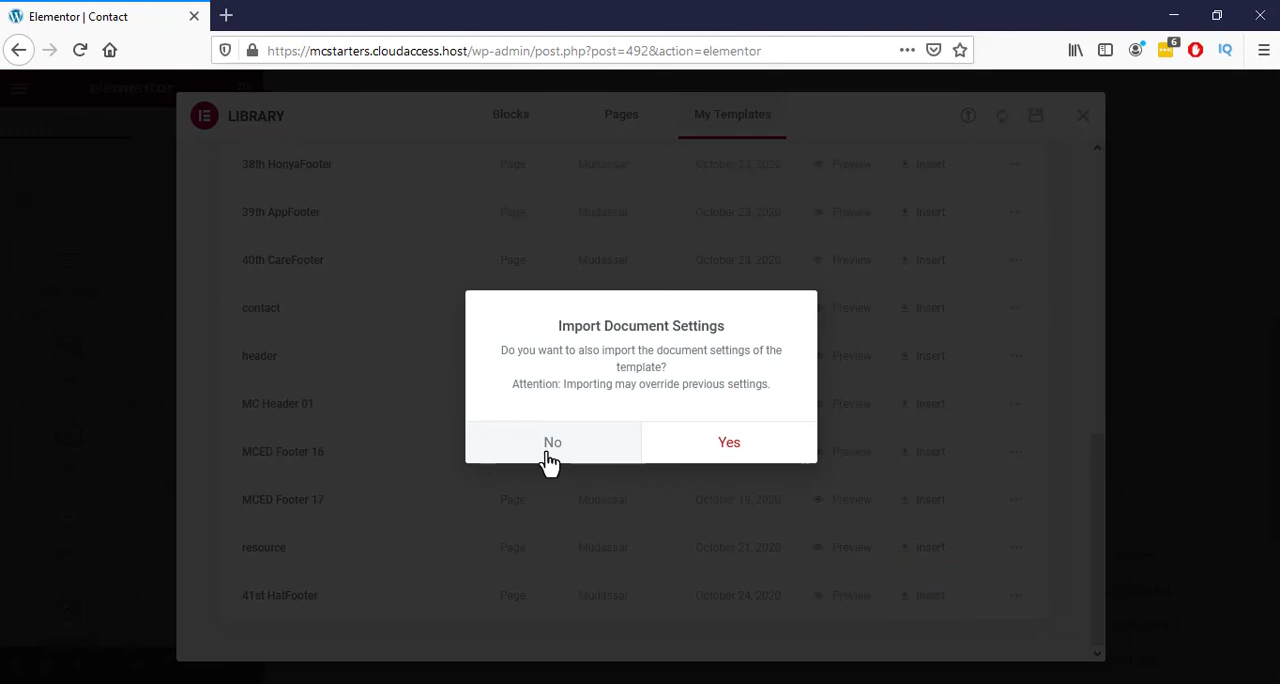 Elementor | Contact
https://mcstarters.cloudaccess.host/wp-admin/post.php?post=492&action=elementor
6
IQ
elementor
LIBRARY Blocks Pages My Templates
38th HonyaFooter Page Mudassar October 23, 2020 Preview Insert
39th AppFooter Page Mudassar October 23, 2020 Preview Insert
40th CareFooter Page Mudassar October 23, 2020 Preview Insert
contact Preview Insert
header Preview Insert
MC Header 01 Preview Insert
MCED Footer 16 Preview Insert
MCED Footer 17 Page Mudassar October 19, 2020 Preview Insert
resource Page Mudassar October 21, 2020 Preview Insert
41st HatFooter Page Mudassar October 24, 2020 Preview Insert
Import Document Settings
Do you want to also import the document settings of the
template?
Attention: Importing may override previous settings.
No Yes